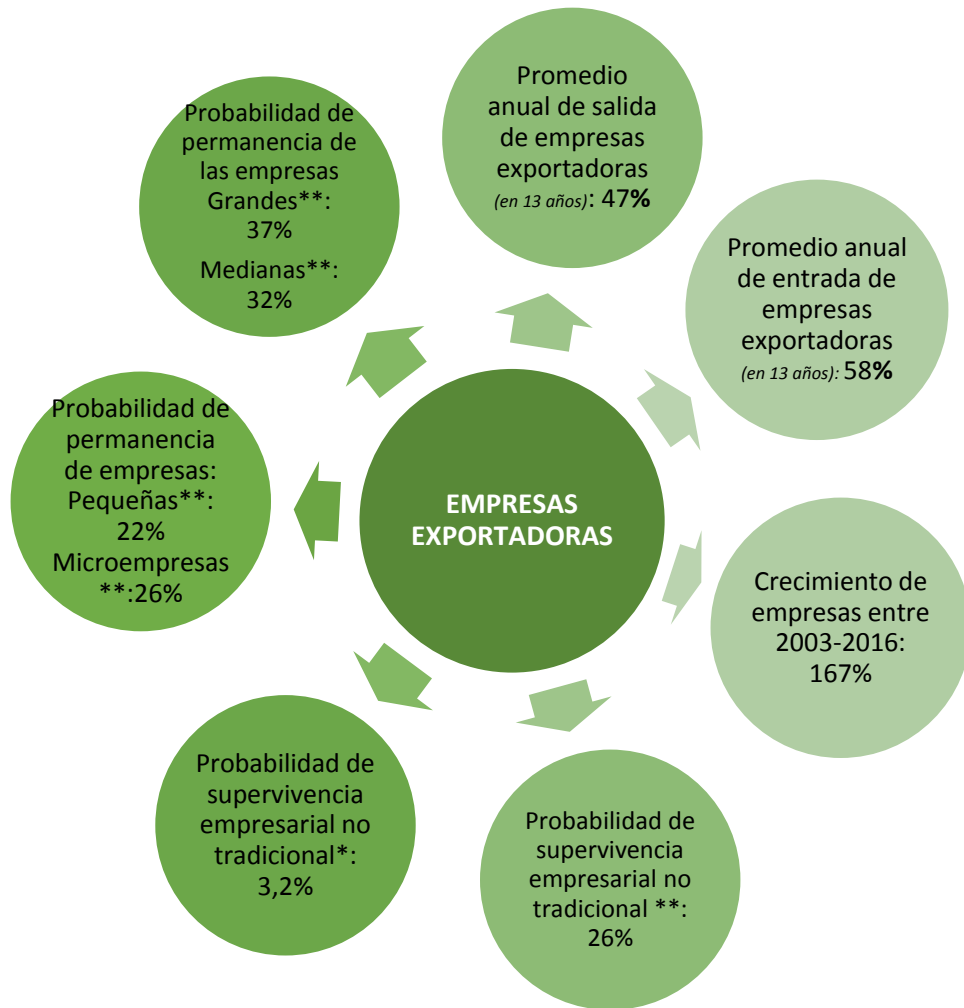 Promedio
anual de salida
de empresas
exportadoras
(en 13 años): 47%
Promedio anual
de entrada de
empresas
exportadoras
(en 13 años): 58%
Crecimiento de
empresas entre
2003-2016:
167%
Probabilidad de
supervivencia
empresarial no
tradicional **:
26%
Probabilidad de
supervivencia
empresarial no
tradicional*:
3,2%
Probabilidad de
permanencia
de empresas:
Pequeñas**:
22%
Microempresas
**:26%
Probabilidad de
permanencia de
las empresas
Grandes**:
37%
Medianas**:
32%
EMPRESAS
EXPORTADORAS